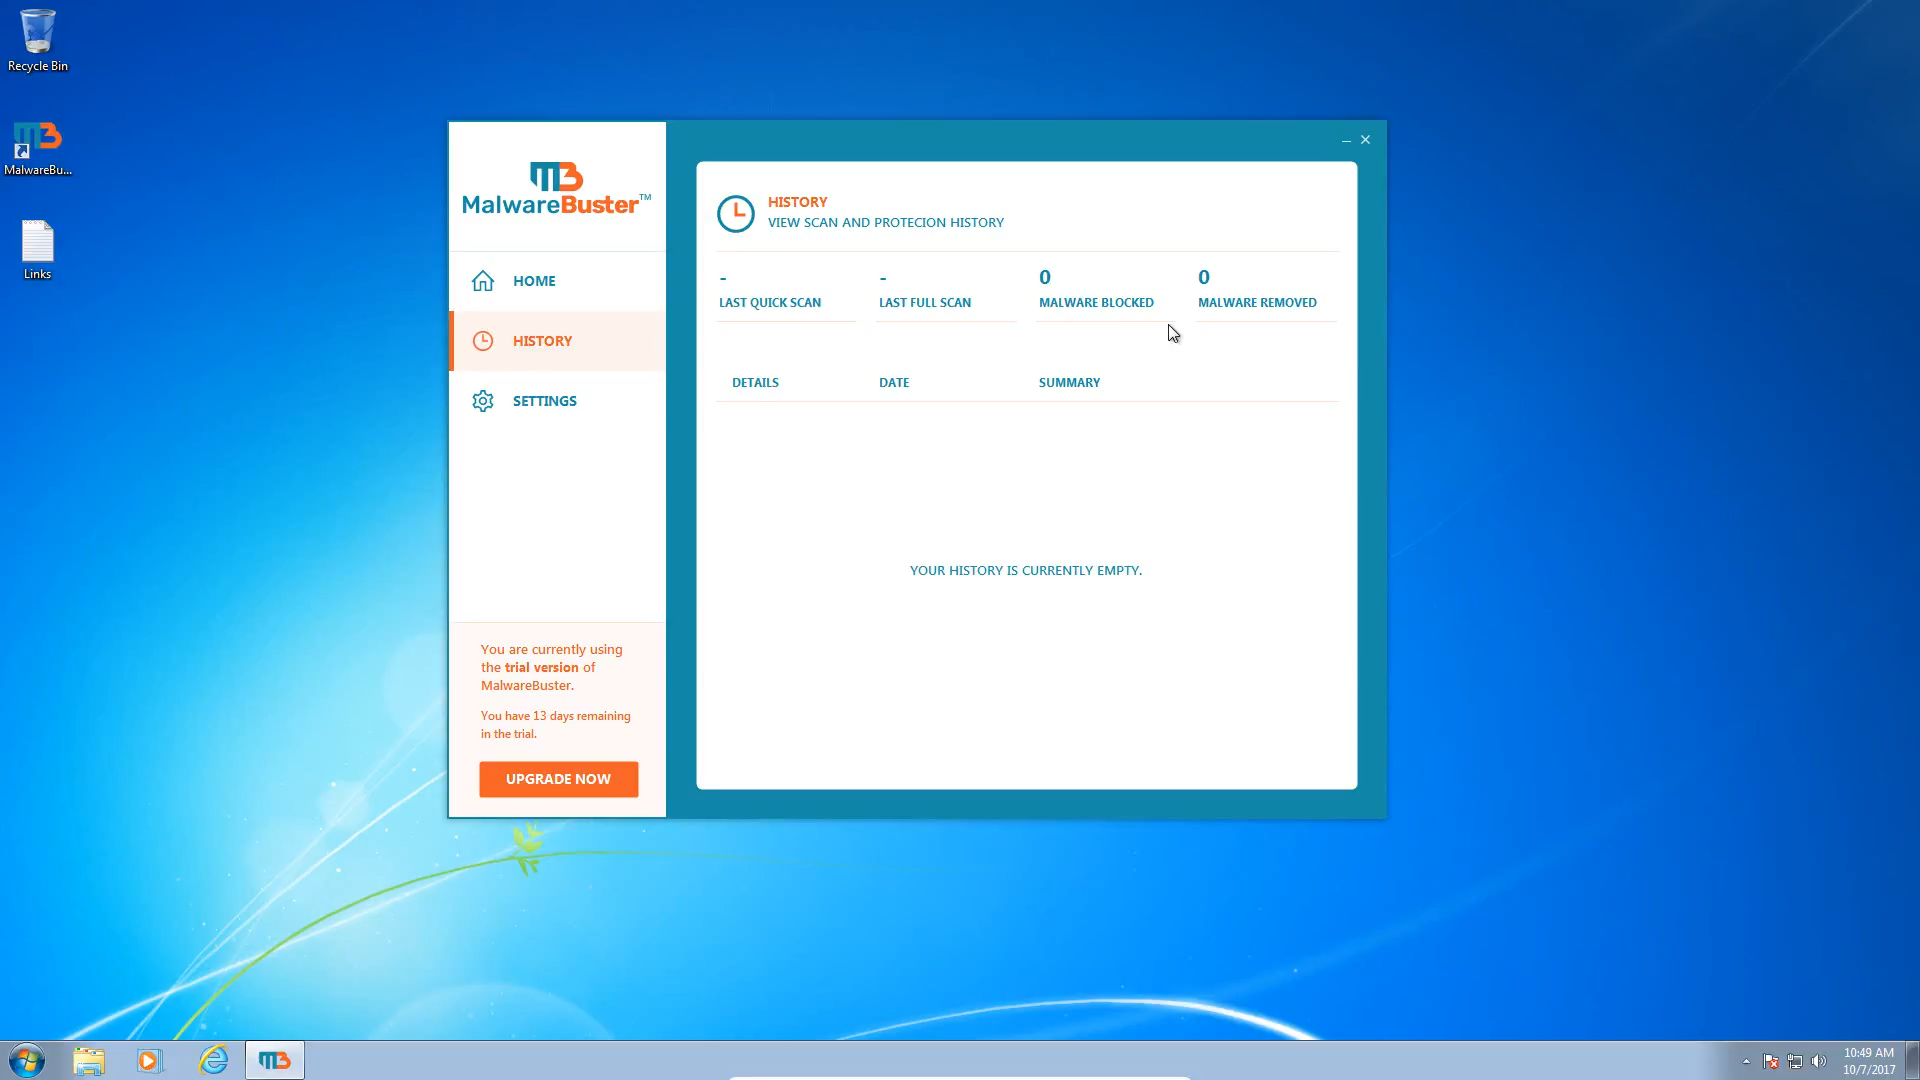 Recycle Bin
MalwareBu...
Links
MB
MalwareBuster™
HOME
HISTORY
SETTINGS
You are currently using
the trial version of
MalwareBuster.
You have 13 days remaining
in the trial.
UPGRADE NOW
HISTORY
VIEW SCAN AND PROTECION HISTORY
-
LAST QUICK SCAN
-
LAST FULL SCAN
0
MALWARE BLOCKED
0
MALWARE REMOVED
DETAILS DATE SUMMARY
YOUR HISTORY IS CURRENTLY EMPTY.
10:49 AM
10/7/2017